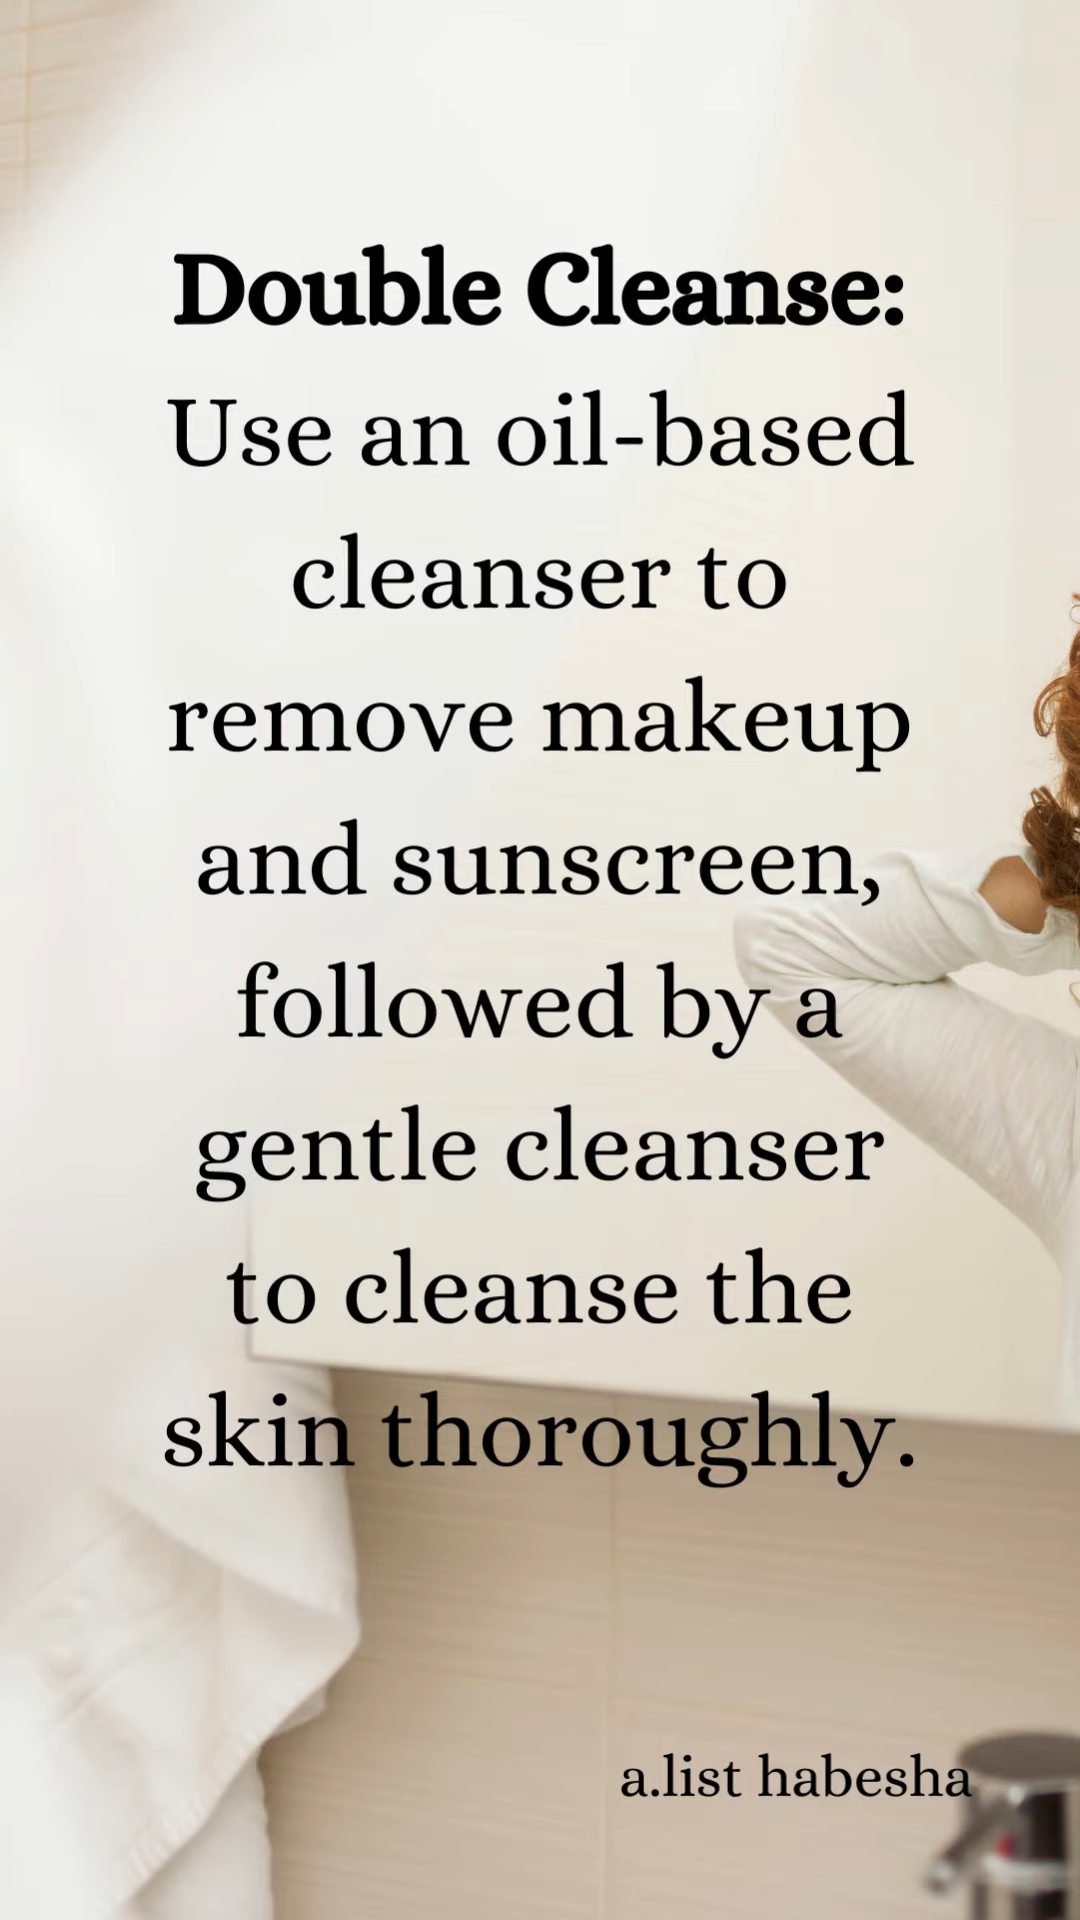 Double Cleanse:
Use an oil-based
cleanser to
remove makeup
and sunscreen,
followed by a
gentle cleanser
to cleanse the
skin thoroughly.
a.list habesha